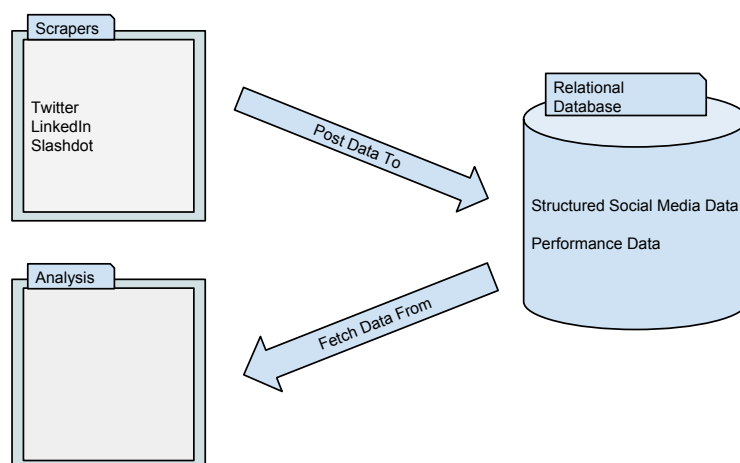 Scrapers
Twitter
LinkedIn
Slashdot
Post Data To
Relational
Database
Structured Social Media Data
Performance Data
Analysis
Fetch Data From